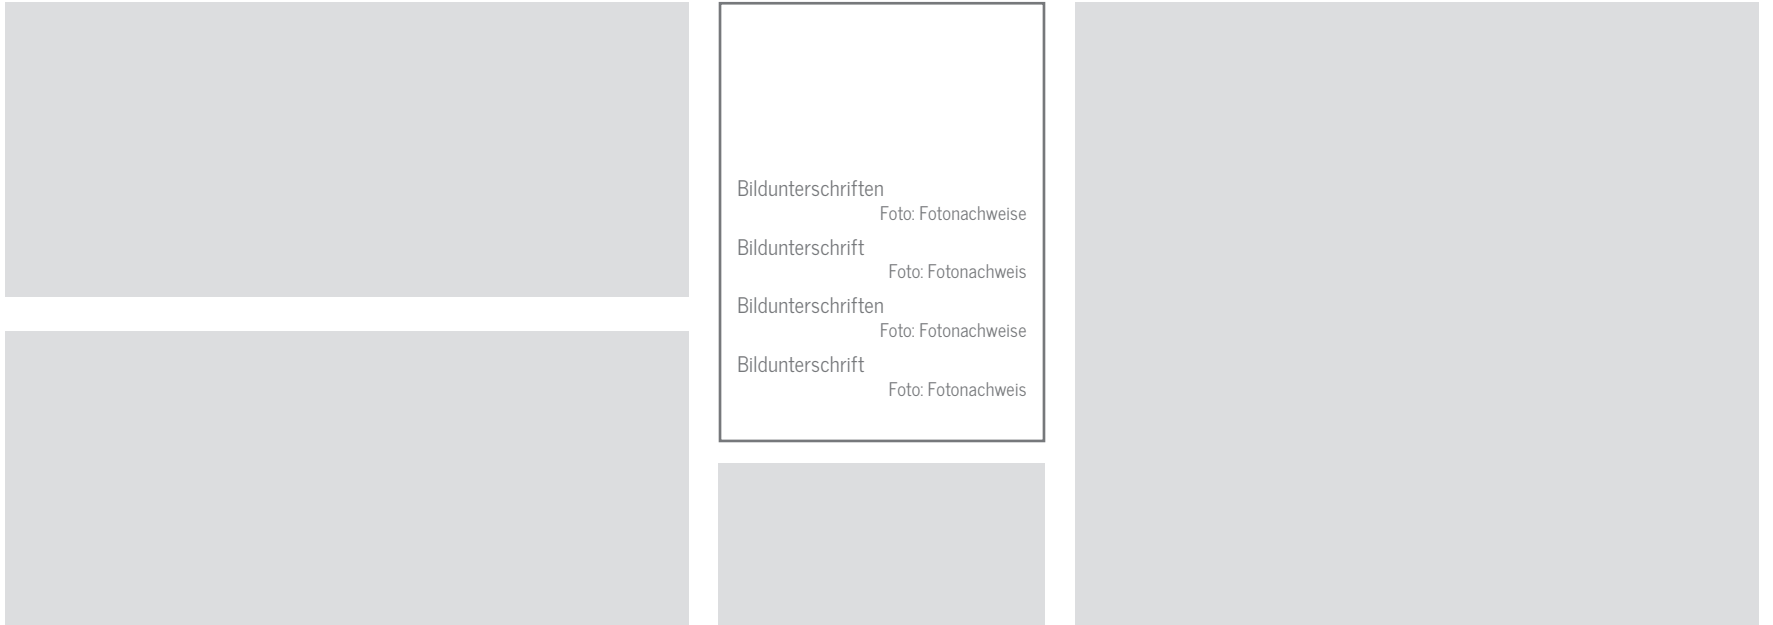 Bildunterschriften
Foto: Fotonachweise
Bildunterschrift
Foto: Fotonachweis
Bildunterschriften
Foto: Fotonachweise
Bildunterschrift
Foto: Fotonachweis